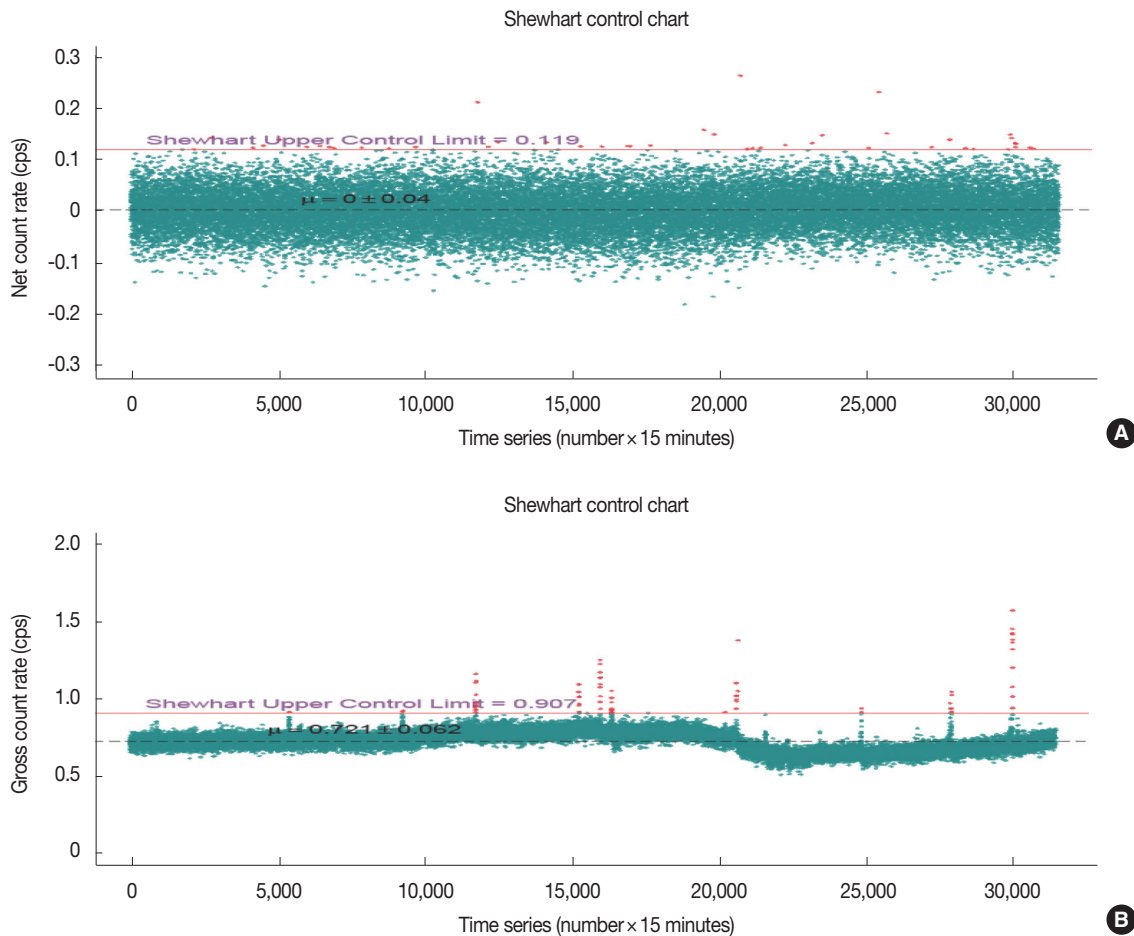 Shewhart control chart
0.3
0.2
0.1
0
-0.1
-0.2
-0.3
Net count rate (cps)
Shewhart Upper Control Limit = 0.119
μ = 0 ± 0.04
0 5,000 10,000 15,000 20,000 25,000 30,000
Time series (number × 15 minutes)
A
Shewhart control chart
2.0
1.5
1.0
0.5
0
Gross count rate (cps)
Shewhart Upper Control Limit = 0.907
μ = 0.721 ± 0.062
0 5,000 10,000 15,000 20,000 25,000 30,000
Time series (number × 15 minutes)
B